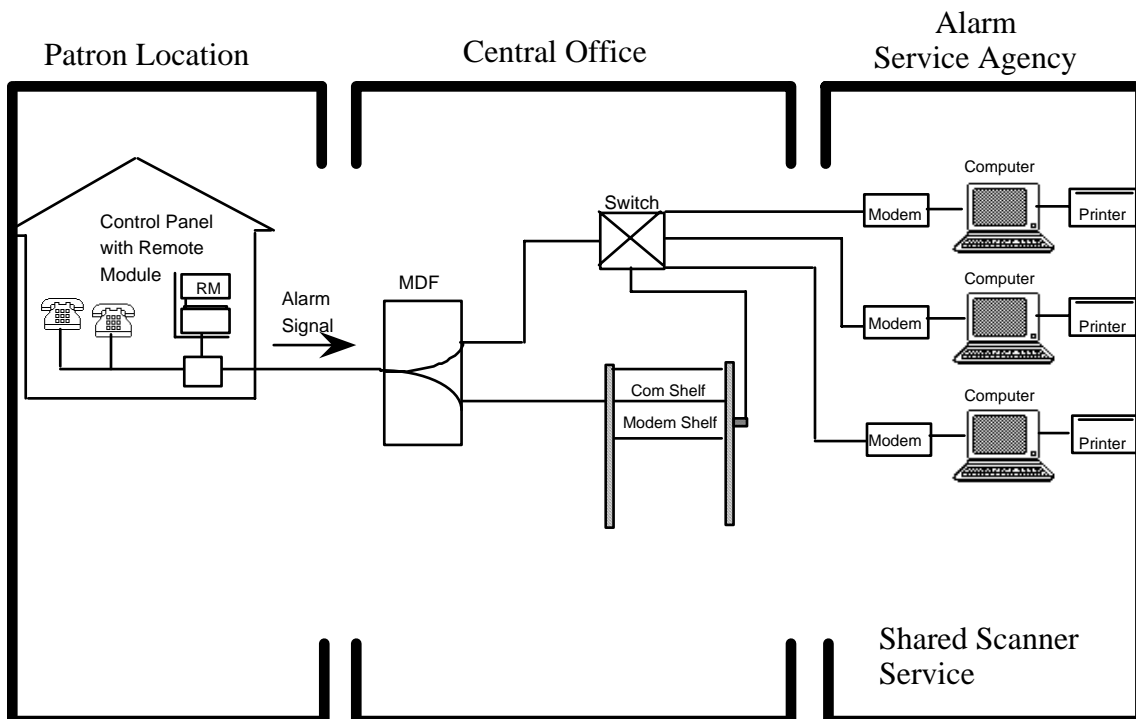 Patron Location
Central Office
Alarm
Service Agency
Control Panel
with Remote
Module
RM
Alarm
Signal
MDF
Switch
Com Shelf
Modem Shelf
Computer
Modem
Printer
Computer
Modem
Printer
Computer
Modem
Printer
Shared Scanner
Service